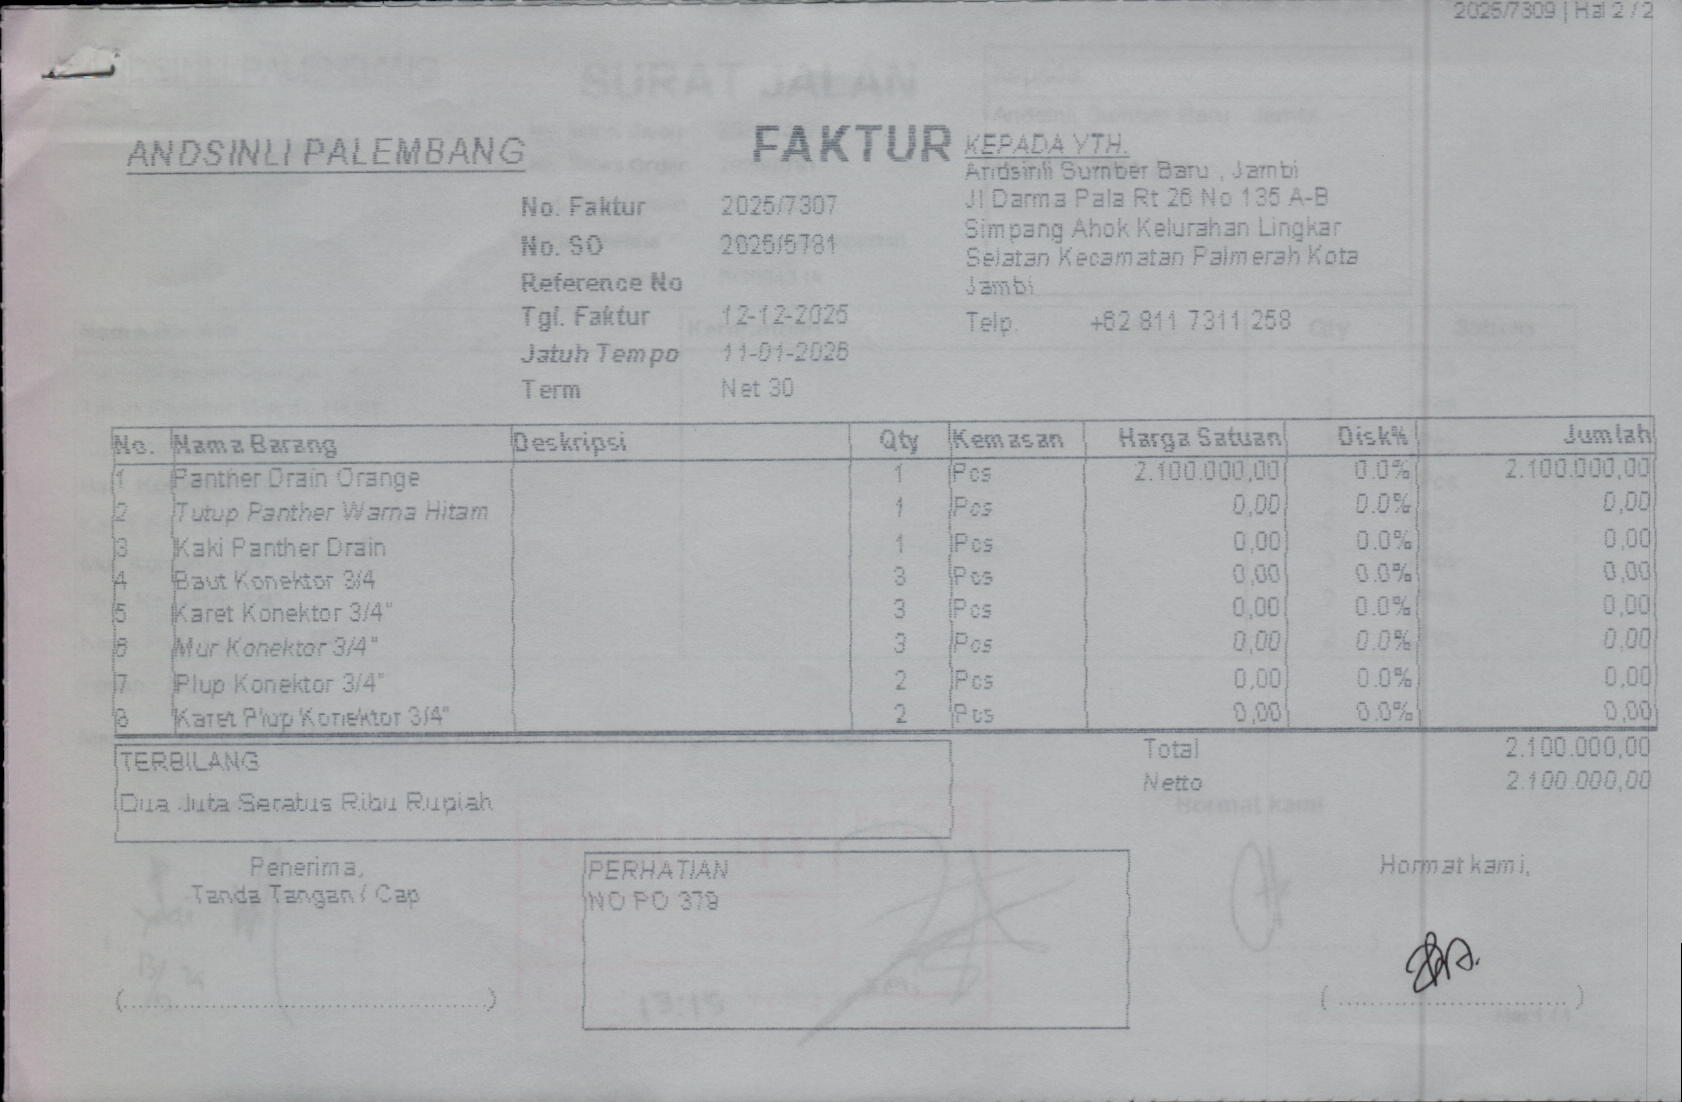 2025/7309 | Hal 2 / 2
ANDSINLI PALEMBANG
FAKTUR
KEPADA YTH.
Andsinli Sumber Baru , Jambi
Jl Darma Pala Rt 26 No 135 A-B
Simpang Ahok Kelurahan Lingkar
Selatan Kecamatan Palmerah Kota
Jambi
Telp. +62 811 7311 258
No. Faktur 2025/7307
No. SO 2025/5781
Reference No
Tgl. Faktur 12-12-2025
Jatuh Tempo 11-01-2026
Term Net 30
No. Nama Barang Deskripsi Qty Kemasan Harga Satuan Disk% Jumlah
1 Panther Drain Orange 1 Pcs 2.100.000,00 0.0% 2.100.000,00
2 Tutup Panther Warna Hitam 1 Pcs 0,00 0.0% 0,00
3 Kaki Panther Drain 1 Pcs 0,00 0.0% 0,00
4 Baut Konektor 3/4 3 Pcs 0,00 0.0% 0,00
5 Karet Konektor 3/4" 3 Pcs 0,00 0.0% 0,00
6 Mur Konektor 3/4" 3 Pcs 0,00 0.0% 0,00
7 Plup Konektor 3/4" 2 Pcs 0,00 0.0% 0,00
8 Karet Plup Konektor 3/4" 2 Pcs 0,00 0.0% 0,00
Total 2.100.000,00
Netto 2.100.000,00
TERBILANG
Dua Juta Seratus Ribu Rupiah
Penerima,
Tanda Tangan / Cap
(............................................)
PERHATIAN
NO PO 379
Hormat kami,
(............................)
SURAT JALAN